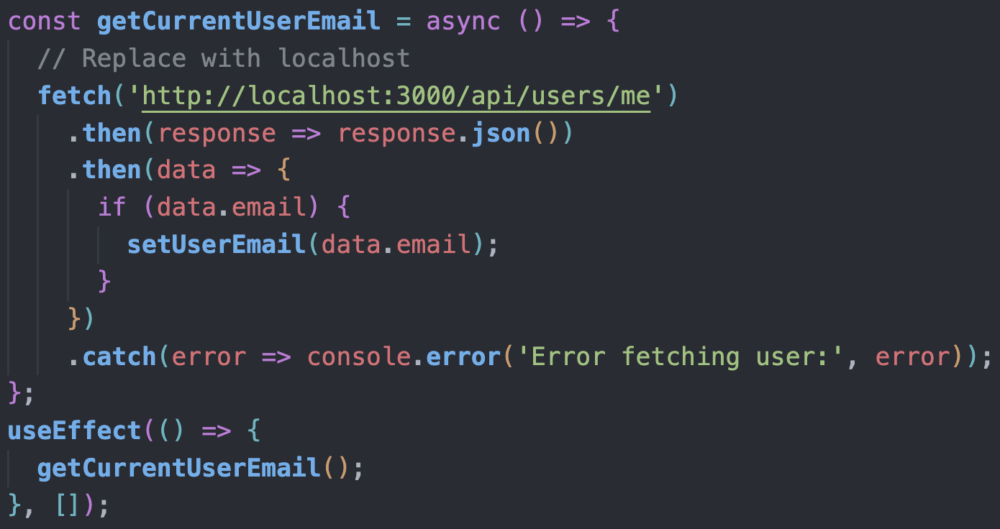 const getCurrentUserEmail = async () => {
  // Replace with localhost
  fetch('http://localhost:3000/api/users/me')
    .then(response => response.json())
    .then(data => {
      if (data.email) {
        setUserEmail(data.email);
      }
    })
    .catch(error => console.error('Error fetching user:', error));
};
useEffect(() => {
  getCurrentUserEmail();
}, []);